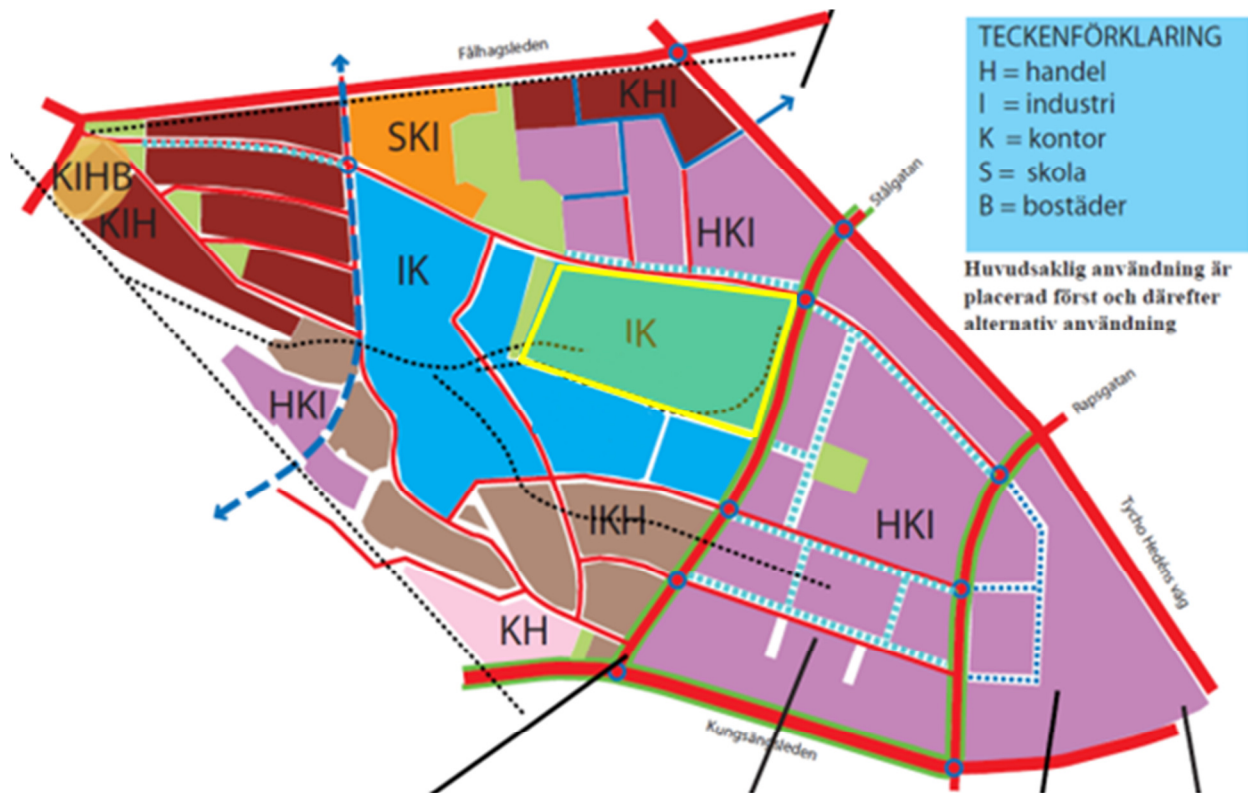 Fålhagsleden
TECKENFÖRKLARING
H = handel
I = industri
K = kontor
S = skola
B = bostäder
Huvudsaklig användning är
placerad först och därefter
alternativ användning
KHI
SKI
KIHB
KIH
Stålgatan
HKI
IK
IK
HKI
Rapsgatan
HKI
IKH
Tycho Hedéns väg
KH
Kungsängsleden